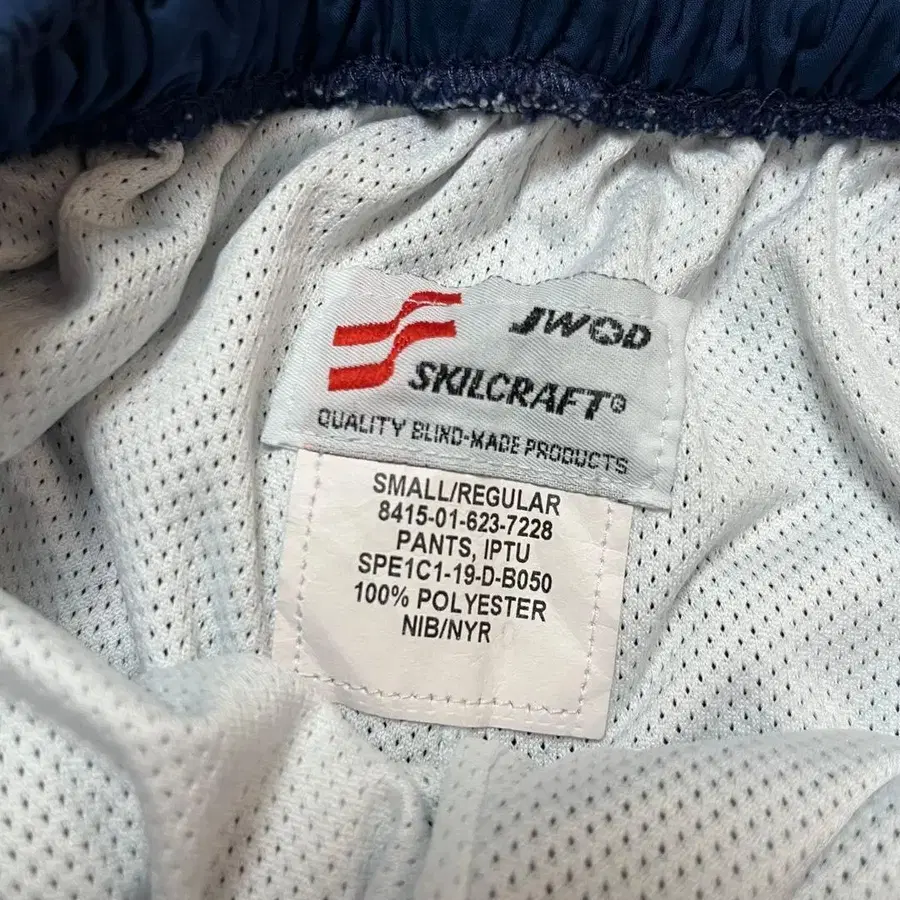 JWOD
SKILCRAFT®
QUALITY BLIND-MADE PRODUCTS
SMALL/REGULAR
8415-01-623-7228
PANTS, IPTU
SPE1C1-19-D-B050
100% POLYESTER
NIB/NYR